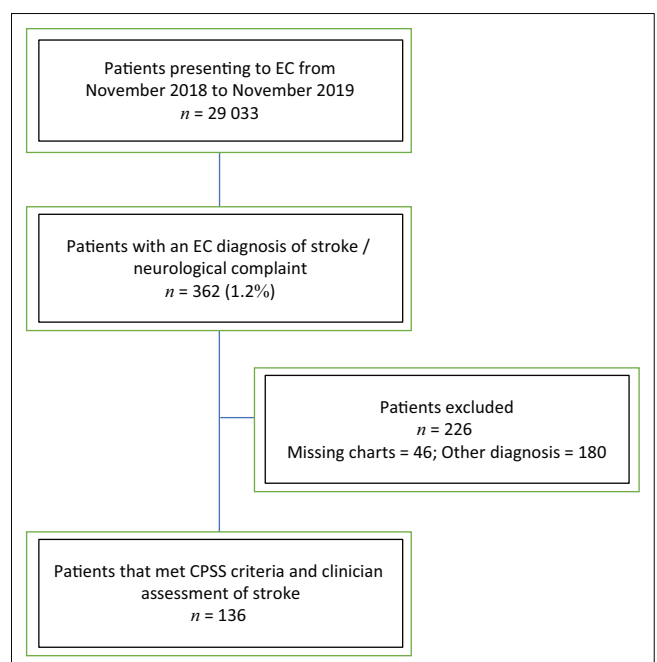 Patients presenting to EC from
November 2018 to November 2019
n = 29 033
Patients with an EC diagnosis of stroke /
neurological complaint
n = 362 (1.2%)
Patients excluded
n = 226
Missing charts = 46; Other diagnosis = 180
Patients that met CPSS criteria and clinician
assessment of stroke
n = 136